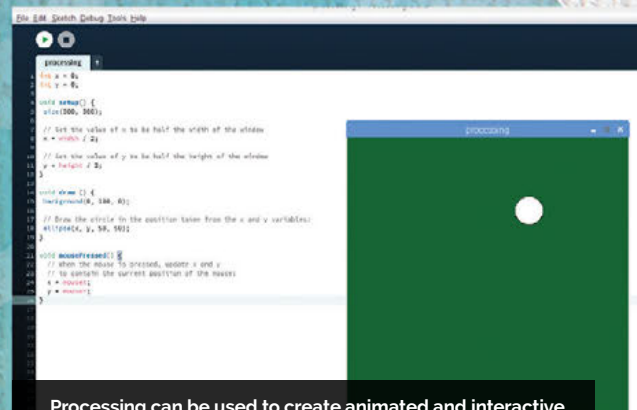 File Edit Sketch Debug Tools Help
processing
int x = 0;
int y = 0;
void setup() {
size(500, 500);
// Set the value of x to be half the width of the window
x = width / 2;
// Set the value of y to be half the height of the window
y = height / 2;
}
void draw () {
background(0, 100, 0);
// Draw the circle in the position taken from the x and y variables:
ellipse(x, y, 50, 50);
}
void mousePressed() {
// When the mouse is pressed, update x and y
// to contain the current position of the mouse:
x = mouseX;
y = mouseY;
}
processing
Processing can be used to create animated and interactive